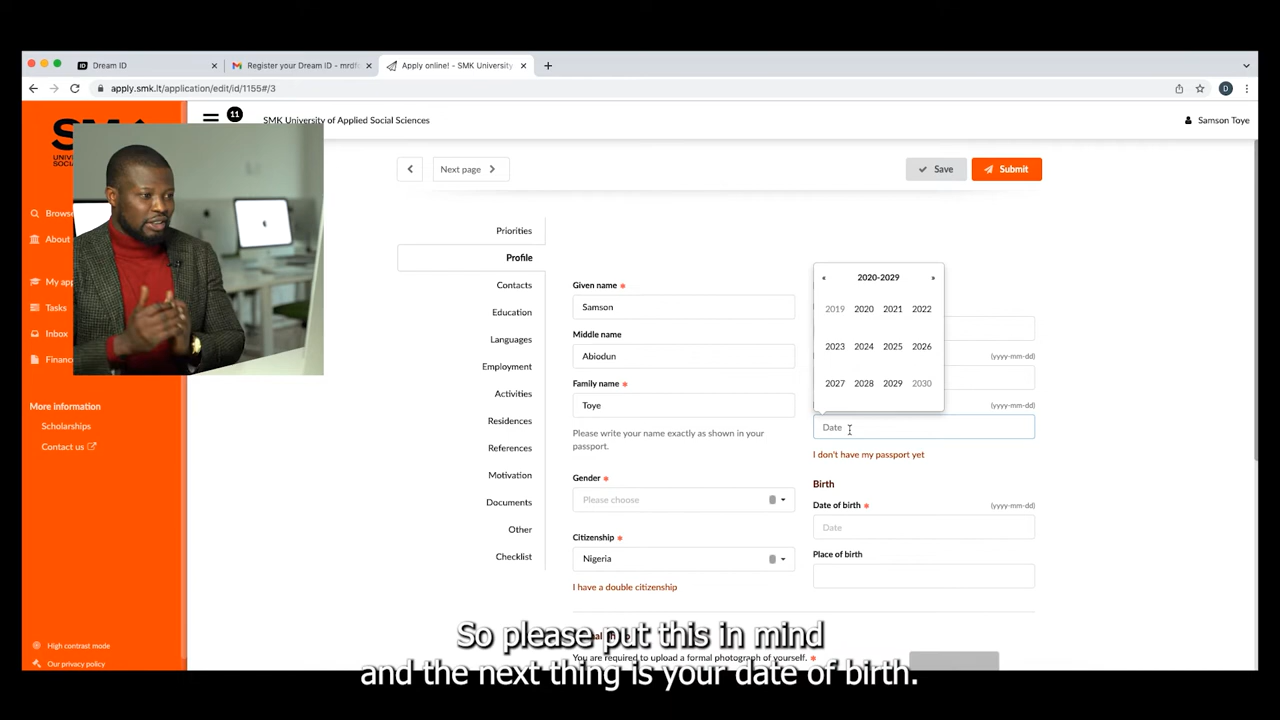 Dream ID
Register your Dream ID - mrdfc
Apply online! - SMK University
apply.smk.lt/application/edit/id/1155#/3
D
SM
UNIVE
SOCIAL
11
SMK University of Applied Social Sciences
Samson Toye
Browse
About
My ap
Tasks
Inbox
Financ
More information
Scholarships
Contact us
High contrast mode
Our privacy policy
Next page
Save
Submit
Priorities
Profile
Contacts
Education
Languages
Employment
Activities
Residences
References
Motivation
Documents
Other
Checklist
Given name *
Samson
Middle name
Abiodun
Family name *
Toye
Please write your name exactly as shown in your
passport.
Gender *
Please choose
Citizenship *
Nigeria
I have a double citizenship
« 2020-2029 »
2019 2020 2021 2022
2023 2024 2025 2026
2027 2028 2029 2030
(yyyy-mm-dd)
(yyyy-mm-dd)
Date
I don't have my passport yet
Birth
Date of birth * (yyyy-mm-dd)
Date
Place of birth
You are required to upload a formal photograph of yourself. *
So please put this in mind
and the next thing is your date of birth.